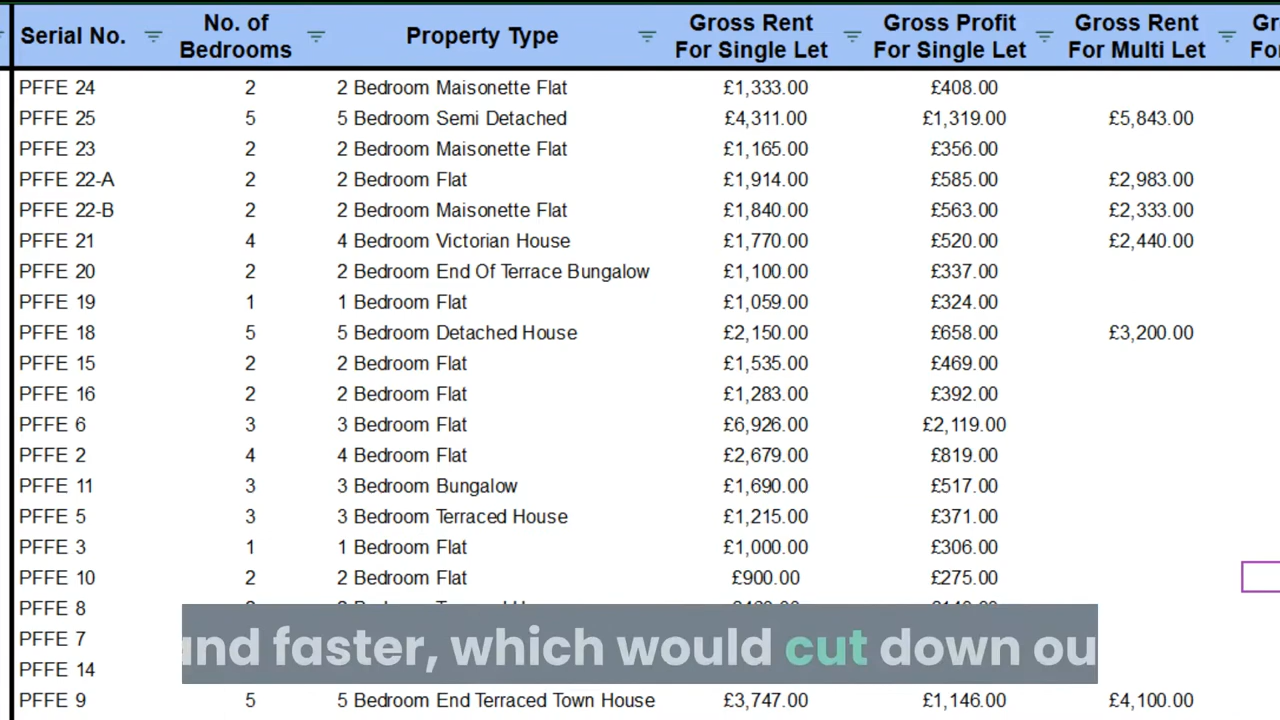 Serial No. No. of Bedrooms Property Type Gross Rent For Single Let Gross Profit For Single Let Gross Rent For Multi Let
PFFE 24 2 2 Bedroom Maisonette Flat £1,333.00 £408.00
PFFE 25 5 5 Bedroom Semi Detached £4,311.00 £1,319.00 £5,843.00
PFFE 23 2 2 Bedroom Maisonette Flat £1,165.00 £356.00
PFFE 22-A 2 2 Bedroom Flat £1,914.00 £585.00 £2,983.00
PFFE 22-B 2 2 Bedroom Maisonette Flat £1,840.00 £563.00 £2,333.00
PFFE 21 4 4 Bedroom Victorian House £1,770.00 £520.00 £2,440.00
PFFE 20 2 2 Bedroom End Of Terrace Bungalow £1,100.00 £337.00
PFFE 19 1 1 Bedroom Flat £1,059.00 £324.00
PFFE 18 5 5 Bedroom Detached House £2,150.00 £658.00 £3,200.00
PFFE 15 2 2 Bedroom Flat £1,535.00 £469.00
PFFE 16 2 2 Bedroom Flat £1,283.00 £392.00
PFFE 6 3 3 Bedroom Flat £6,926.00 £2,119.00
PFFE 2 4 4 Bedroom Flat £2,679.00 £819.00
PFFE 11 3 3 Bedroom Bungalow £1,690.00 £517.00
PFFE 5 3 3 Bedroom Terraced House £1,215.00 £371.00
PFFE 3 1 1 Bedroom Flat £1,000.00 £306.00
PFFE 10 2 2 Bedroom Flat £900.00 £275.00
PFFE 8
PFFE 7
and faster, which would cut down ou
PFFE 14
PFFE 9 5 5 Bedroom End Terraced Town House £3,747.00 £1,146.00 £4,100.00